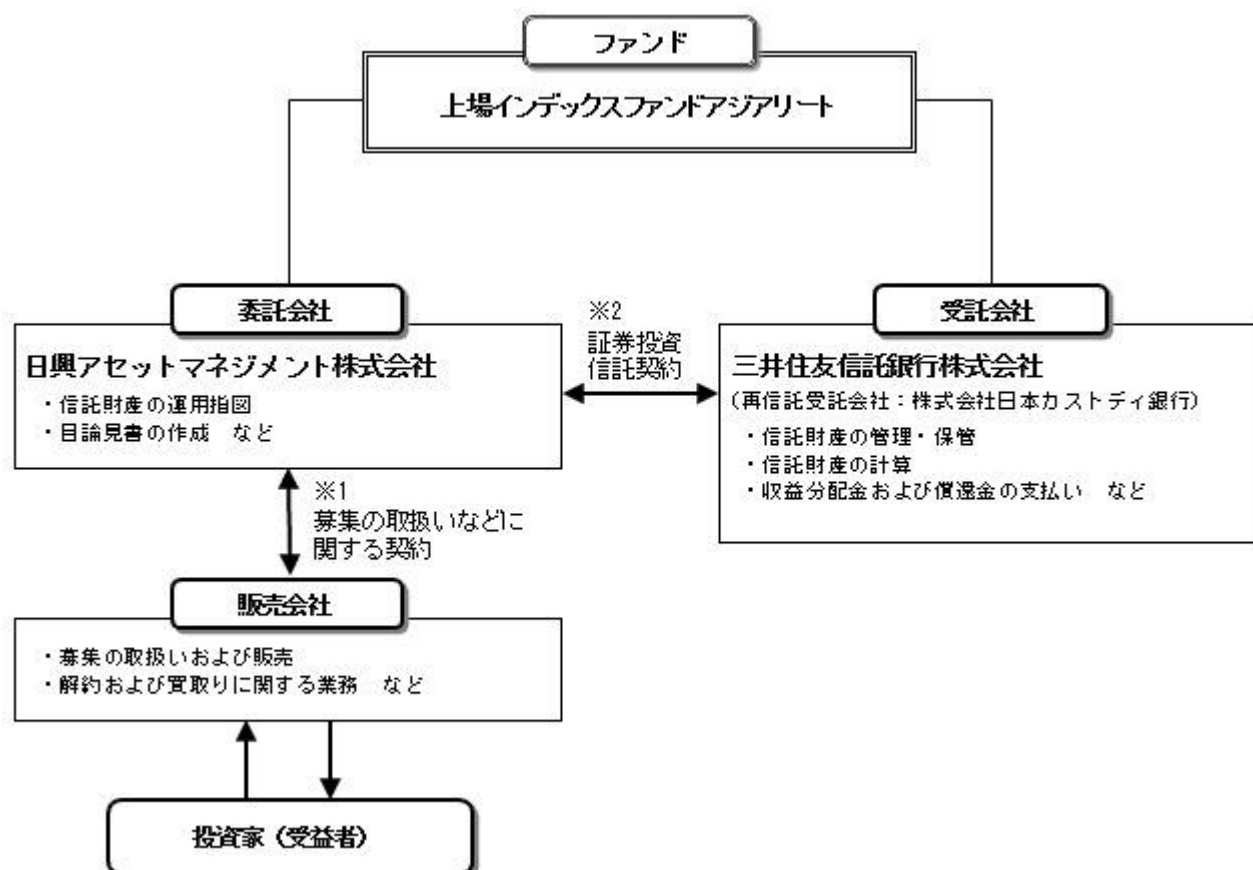 ファンド
上場インデックスファンドアジアリート
委託会社
日興アセットマネジメント株式会社
・信託財産の運用指図
・目論見書の作成　など
※2
証券投資
信託契約
受託会社
三井住友信託銀行株式会社
(再信託受託会社：株式会社日本カストディ銀行)
・信託財産の管理・保管
・信託財産の計算
・収益分配金および償還金の支払い　など
※1
募集の取扱いなどに
関する契約
販売会社
・募集の取扱いおよび販売
・解約および買取りに関する業務　など
投資家（受益者）